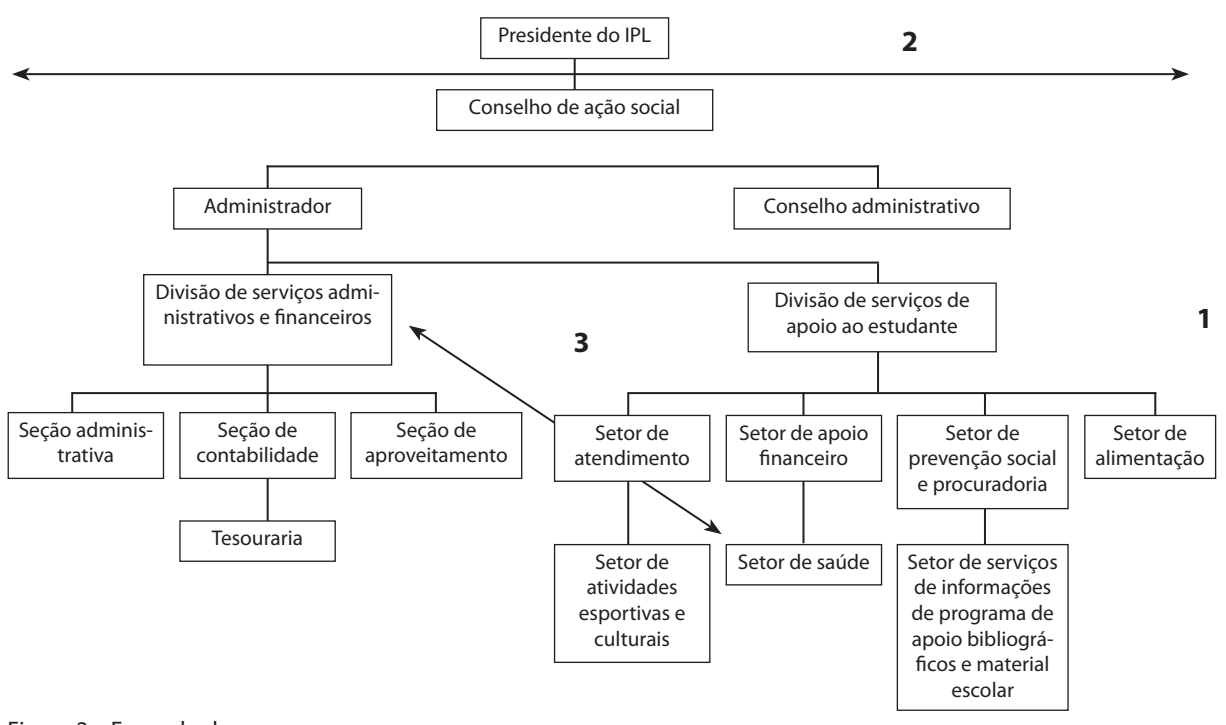 Presidente do IPL
2
Conselho de ação social
Administrador
Conselho administrativo
Divisão de serviços admi-
nistrativos e financeiros
Divisão de serviços de
apoio ao estudante
1
3
Seção adminis-
trativa
Seção de
contabilidade
Seção de
aproveitamento
Setor de
atendimento
Setor de apoio
financeiro
Setor de
prevenção social
e procuradoria
Setor de
alimentação
Tesouraria
Setor de
atividades
esportivas e
culturais
Setor de saúde
Setor de serviços
de informações
de programa de
apoio bibliográ-
ficos e material
escolar